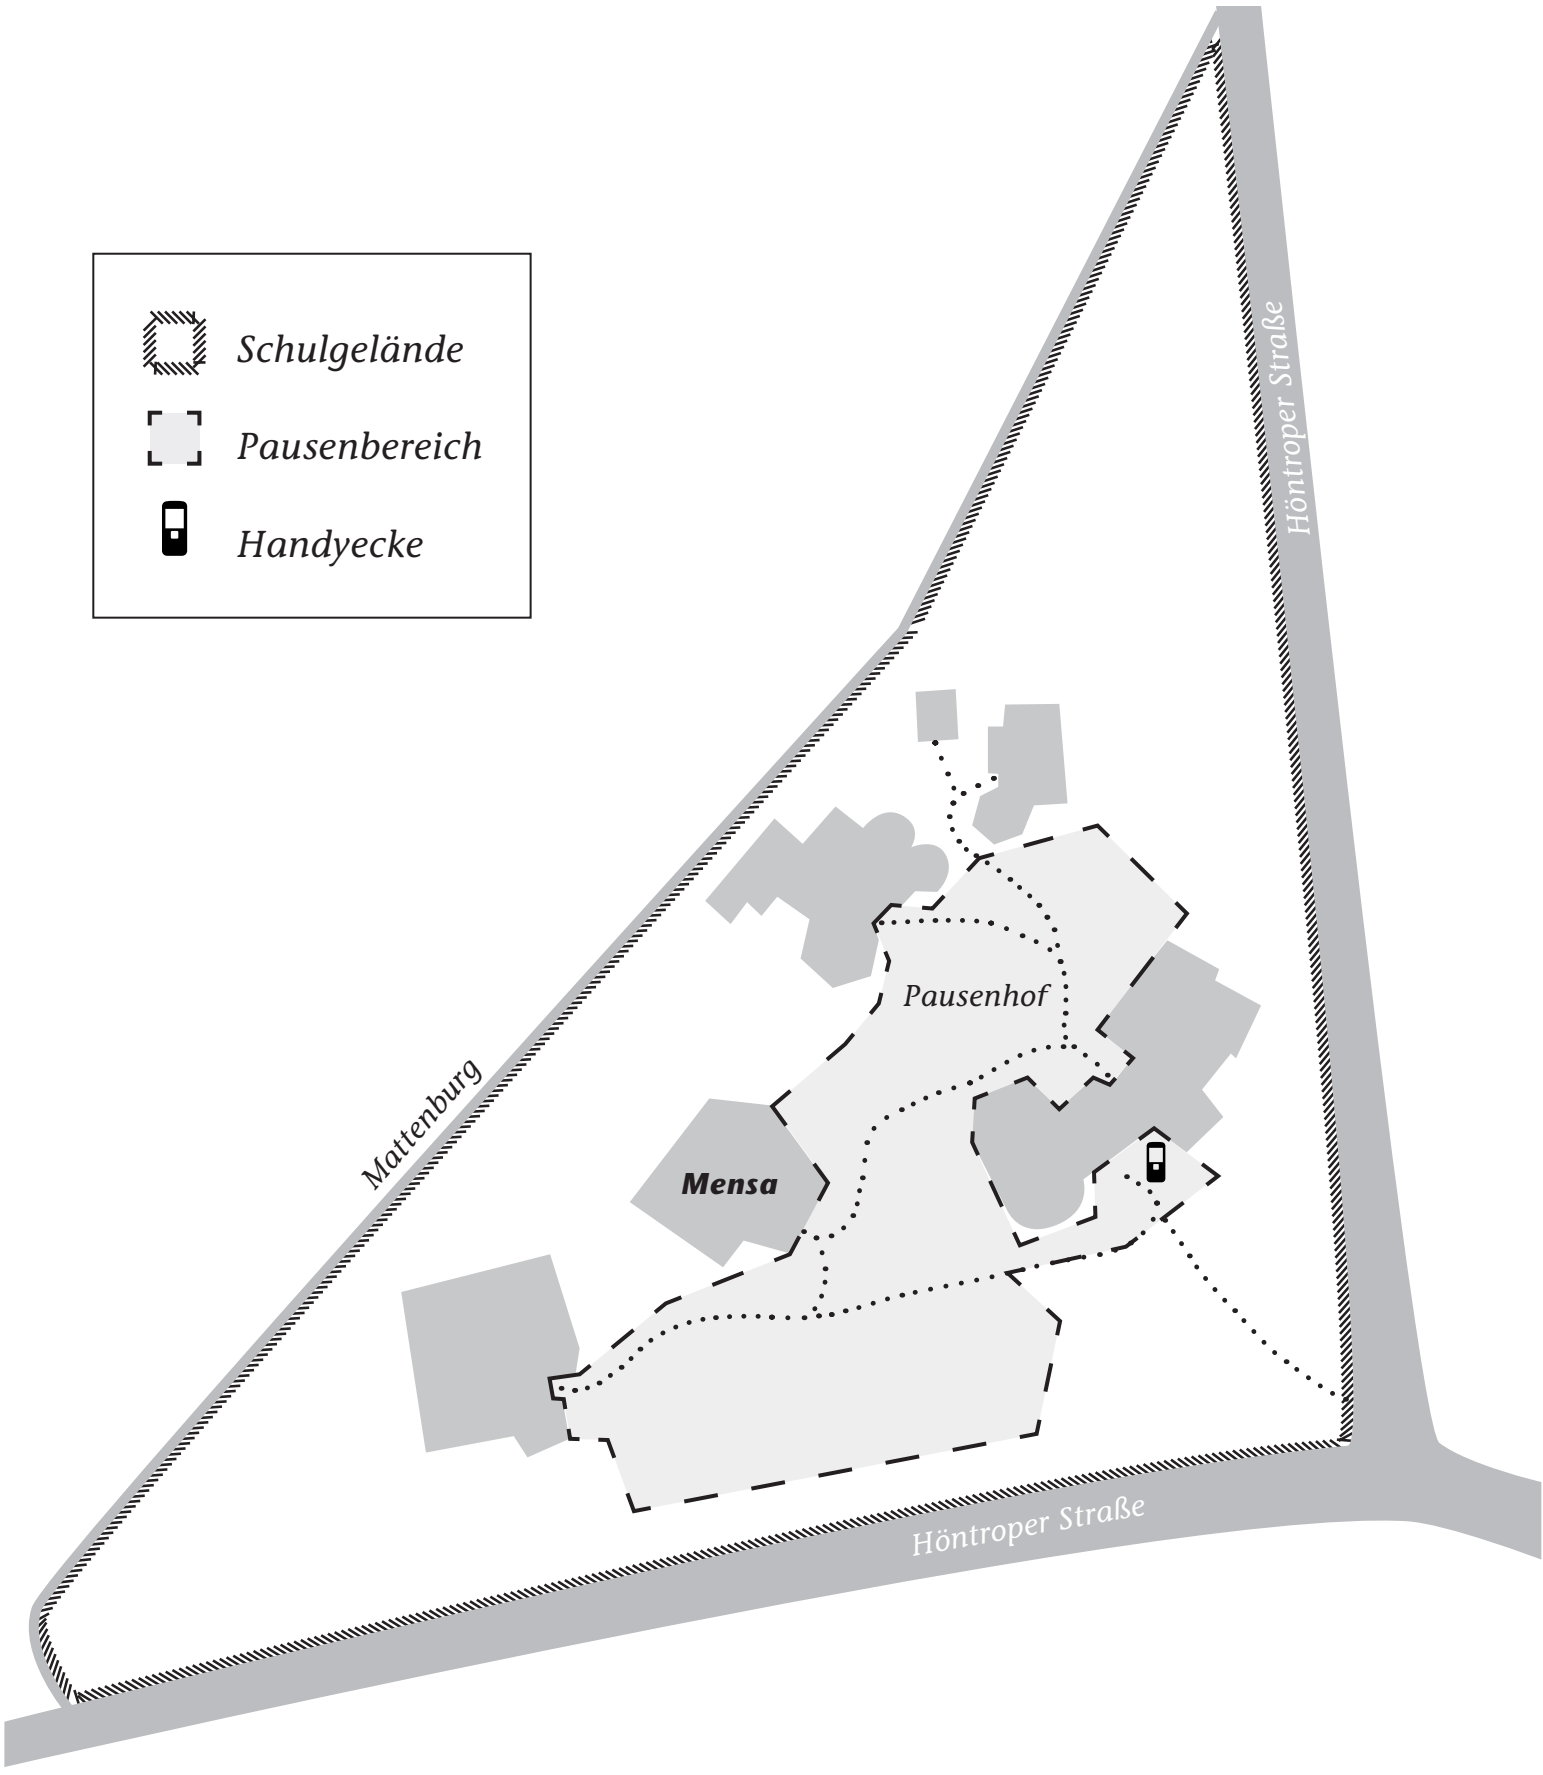 Schulgelände
Pausenbereich
Handyecke
Höntroper Straße
Pausenhof
Mattenburg
Mensa
Höntroper Straße